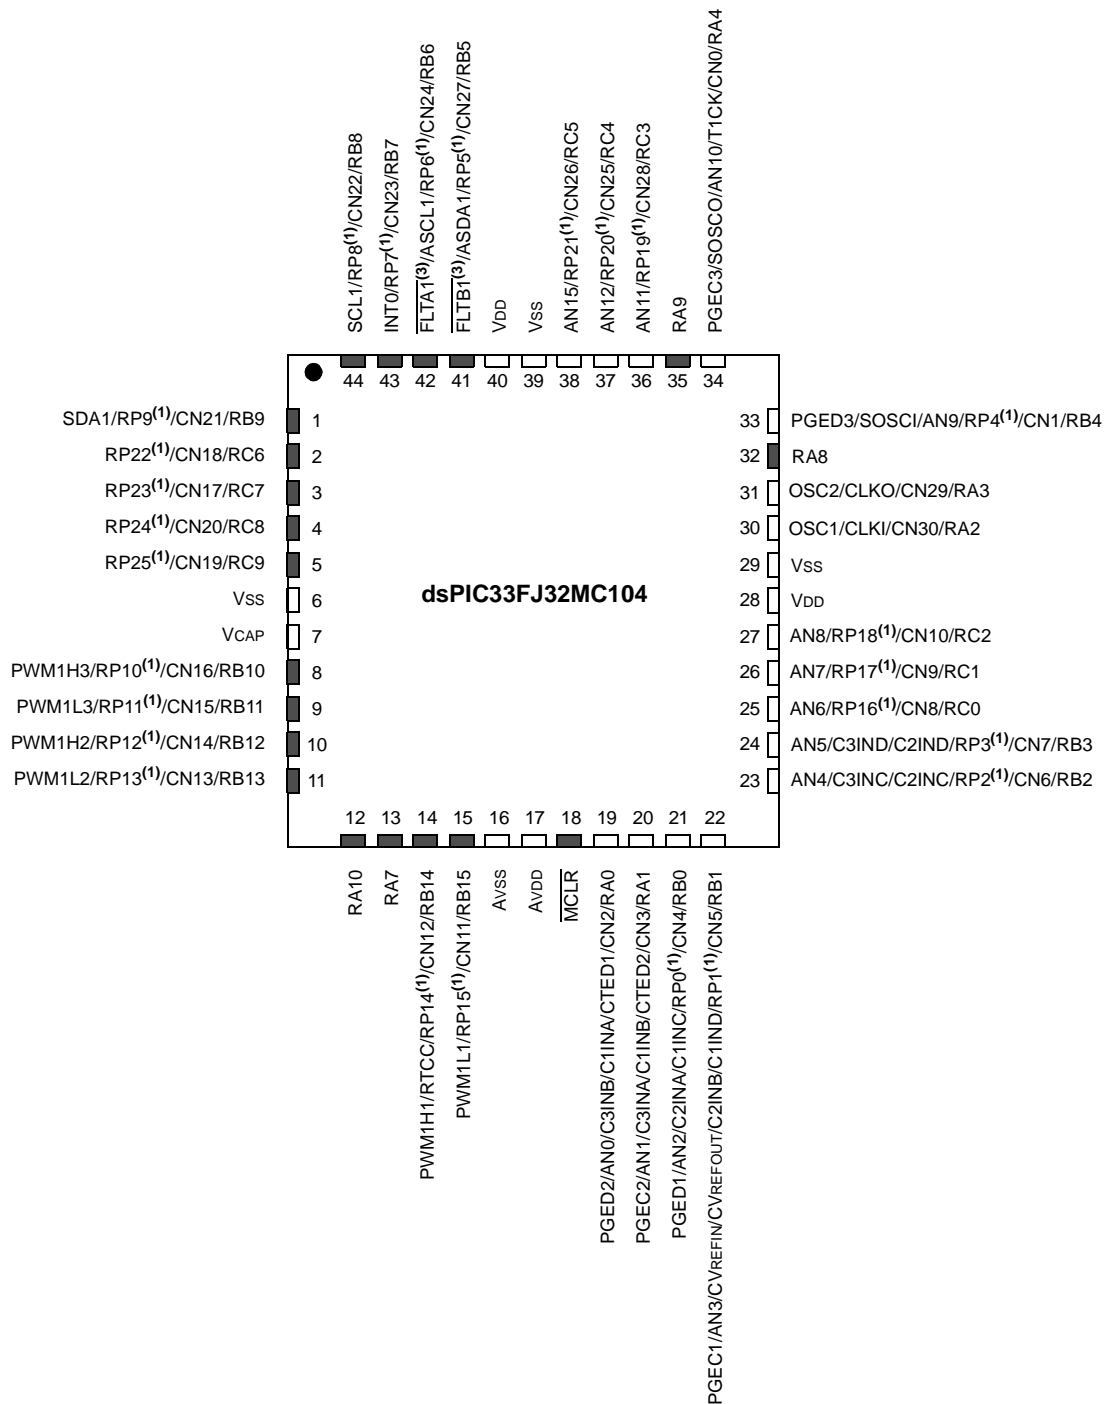 SCL1/RP8(1)/CN22/RB8
INT0/RP7(1)/CN23/RB7
FLTA1(3)/ASCL1/RP6(1)/CN24/RB6
FLTB1(3)/ASDA1/RP5(1)/CN27/RB5
VDD
VSS
AN15/RP21(1)/CN26/RC5
AN12/RP20(1)/CN25/RC4
AN11/RP19(1)/CN28/RC3
RA9
PGEC3/SOSCO/AN10/T1CK/CN0/RA4
44 43 42 41 40 39 38 37 36 35 34
SDA1/RP9(1)/CN21/RB9 1
RP22(1)/CN18/RC6 2
RP23(1)/CN17/RC7 3
RP24(1)/CN20/RC8 4
RP25(1)/CN19/RC9 5
VSS 6
VCAP 7
PWM1H3/RP10(1)/CN16/RB10 8
PWM1L3/RP11(1)/CN15/RB11 9
PWM1H2/RP12(1)/CN14/RB12 10
PWM1L2/RP13(1)/CN13/RB13 11
dsPIC33FJ32MC104
33 PGED3/SOSCI/AN9/RP4(1)/CN1/RB4
32 RA8
31 OSC2/CLKO/CN29/RA3
30 OSC1/CLKI/CN30/RA2
29 VSS
28 VDD
27 AN8/RP18(1)/CN10/RC2
26 AN7/RP17(1)/CN9/RC1
25 AN6/RP16(1)/CN8/RC0
24 AN5/C3IND/C2IND/RP3(1)/CN7/RB3
23 AN4/C3INC/C2INC/RP2(1)/CN6/RB2
12 13 14 15 16 17 18 19 20 21 22
RA10
RA7
PWM1H1/RTCC/RP14(1)/CN12/RB14
PWM1L1/RP15(1)/CN11/RB15
AVSS
AVDD
MCLR
PGED2/AN0/C3INB/C1INA/CTED1/CN2/RA0
PGEC2/AN1/C3INA/C1INB/CTED2/CN3/RA1
PGED1/AN2/C2INA/C1INC/RP0(1)/CN4/RB0
PGEC1/AN3/CVREFIN/CVREFOUT/C2INB/C1IND/RP1(1)/CN5/RB1